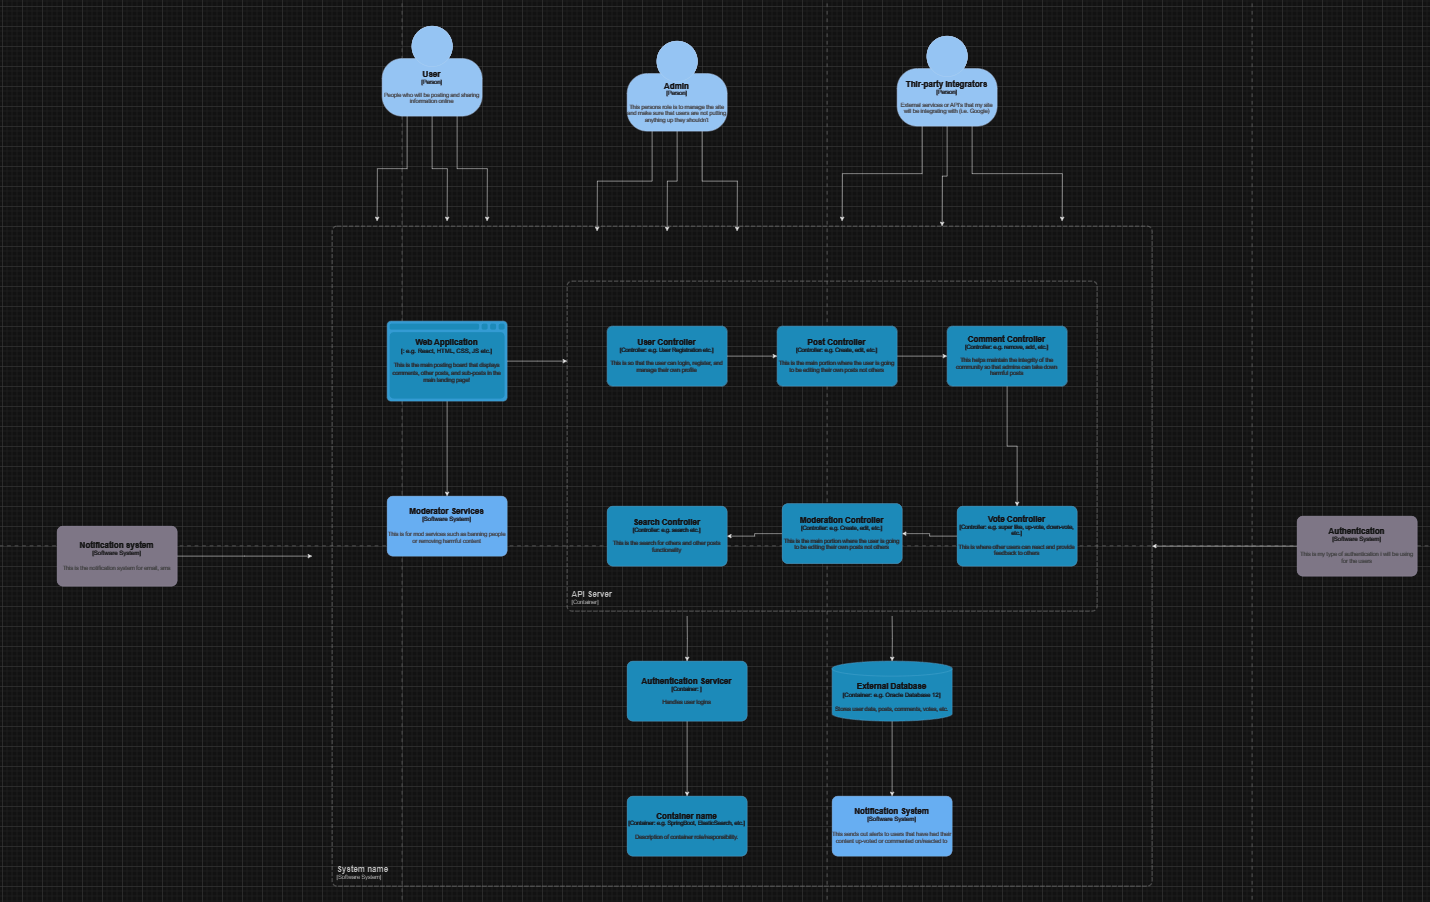 User
[Person]
People who will be posting and sharing
information online
Admin
[Person]
This persons role is to manage the site
and make sure that users are not putting
anything up they shouldn't
Thir-party Integrators
[Person]
External services or API's that my site
will be integrating with (i.e. Google)
Web Application
[: e.g. React, HTML, CSS, JS etc.]
This is the main posting board that displays
comments, other posts, and sub-posts in the
main landing page!
User Controller
[Controller: e.g. User Registration etc.]
This is so that the user can login, register, and
manage their own profile
Post Controller
[Controller: e.g. Create, edit, etc.]
This is the main portion where the user is going
to be editing their own posts not others
Comment Controller
[Controller: e.g. remove, add, etc.]
This helps maintain the integrity of the
community so that admins can take down
harmful posts
Moderator Services
[Software System]
This is for mod services such as banning people
or removing harmful content
Search Controller
[Controller: e.g. search etc.]
This is the search for others and other posts
functionality
Moderation Controller
[Controller: e.g. Create, edit, etc.]
This is the main portion where the user is going
to be editing their own posts not others
Vote Controller
[Controller: e.g. super like, up-vote, down-vote,
etc.]
This is where other users can react and provide
feedback to others
Notification system
[Software System]
This is the notification system for email, sms
Authentication
[Software System]
This is my type of authentication I will be using
for the users
API Server
[Container]
Authentication Servicer
[Container: ]
Handles user logins
External Database
[Container: e.g. Oracle Database 12]
Stores user data, posts, comments, votes, etc.
Container name
[Container: e.g. SpringBoot, ElasticSearch, etc.]
Description of container role/responsibility.
Notification System
[Software System]
This sends out alerts to users that have had their
content up-voted or commented on/needed to
System name
[Software System]